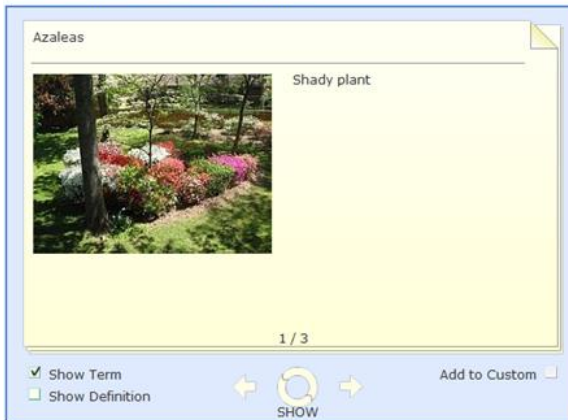 Azaleas
Shady plant
1 / 3
Show Term
Show Definition
SHOW
Add to Custom